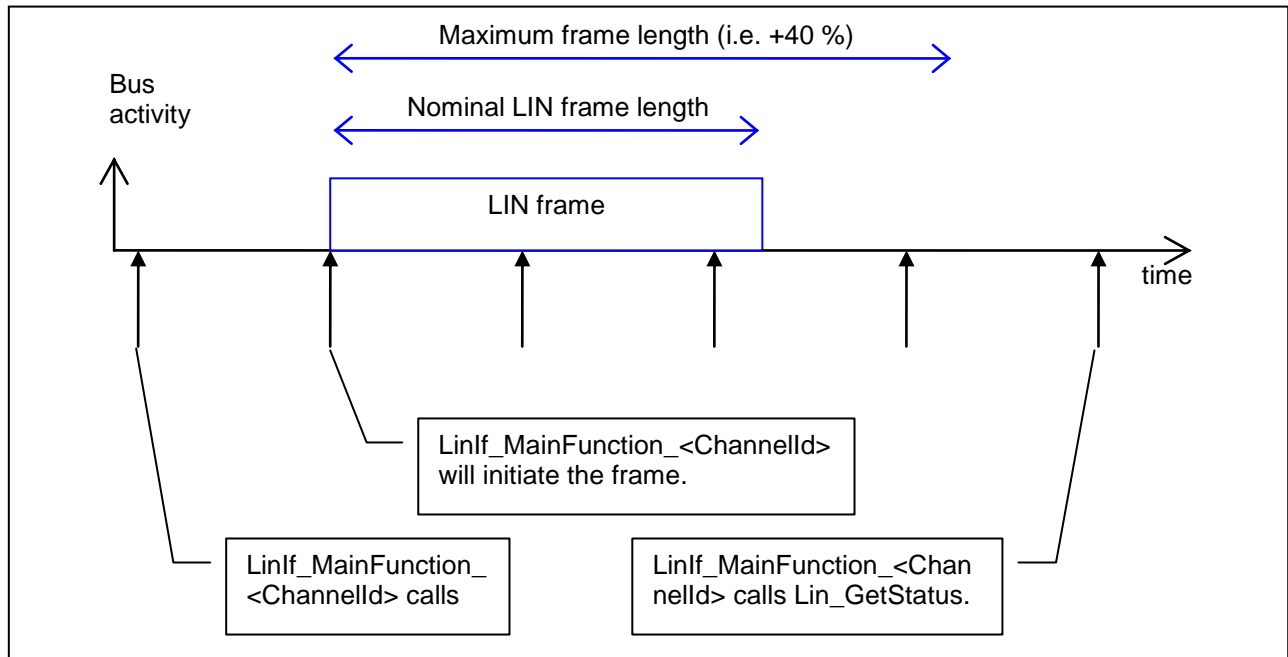 Maximum frame length (i.e. +40 %)
Bus
activity
Nominal LIN frame length
LIN frame
time
LinIf_MainFunction_<ChannelId>
will initiate the frame.
LinIf_MainFunction_
<ChannelId> calls
LinIf_MainFunction_<Chan
nelId> calls Lin_GetStatus.